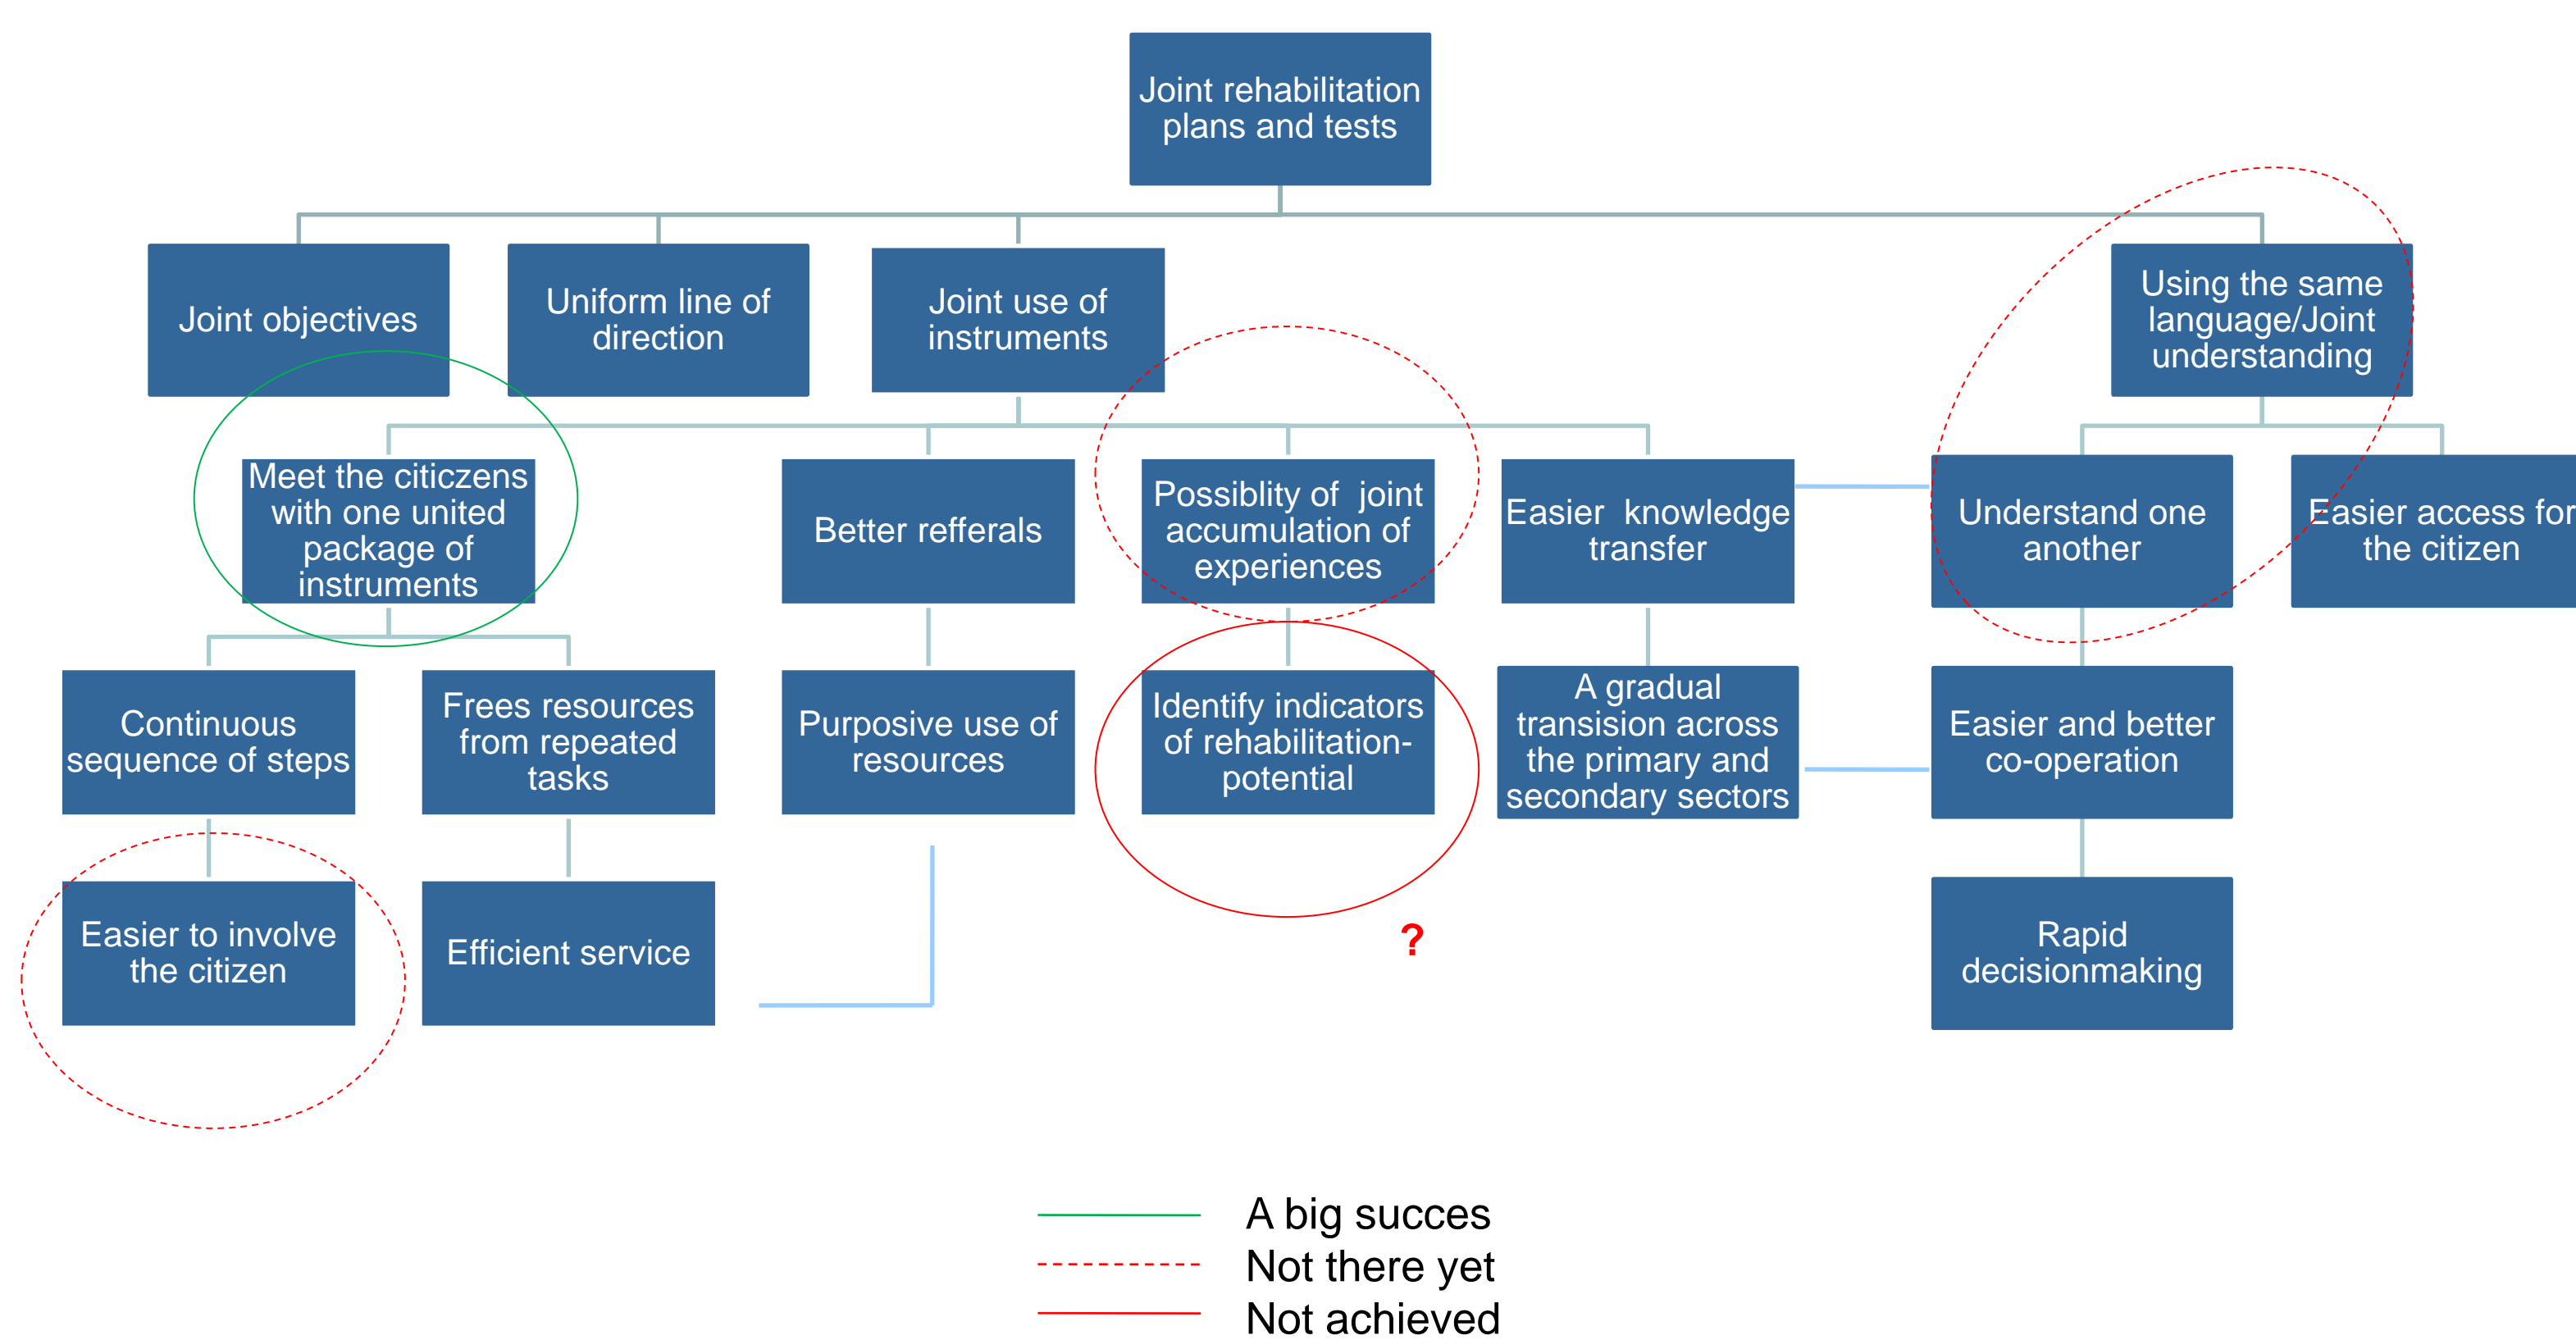 Joint rehabilitation
plans and tests
Joint objectives
Uniform line of
direction
Joint use of
instruments
Using the same
language/Joint
understanding
Meet the citiczens
with one united
package of
instruments
Better refferals
Possiblity of joint
accumulation of
experiences
Easier knowledge
transfer
Understand one
another
Easier access for
the citizen
Continuous
sequence of steps
Frees resources
from repeated
tasks
Purposive use of
resources
Identify indicators
of rehabilitation-
potential
A gradual
transision across
the primary and
secondary sectors
Easier and better
co-operation
Easier to involve
the citizen
Efficient service
?
Rapid
decisionmaking
A big succes
Not there yet
Not achieved